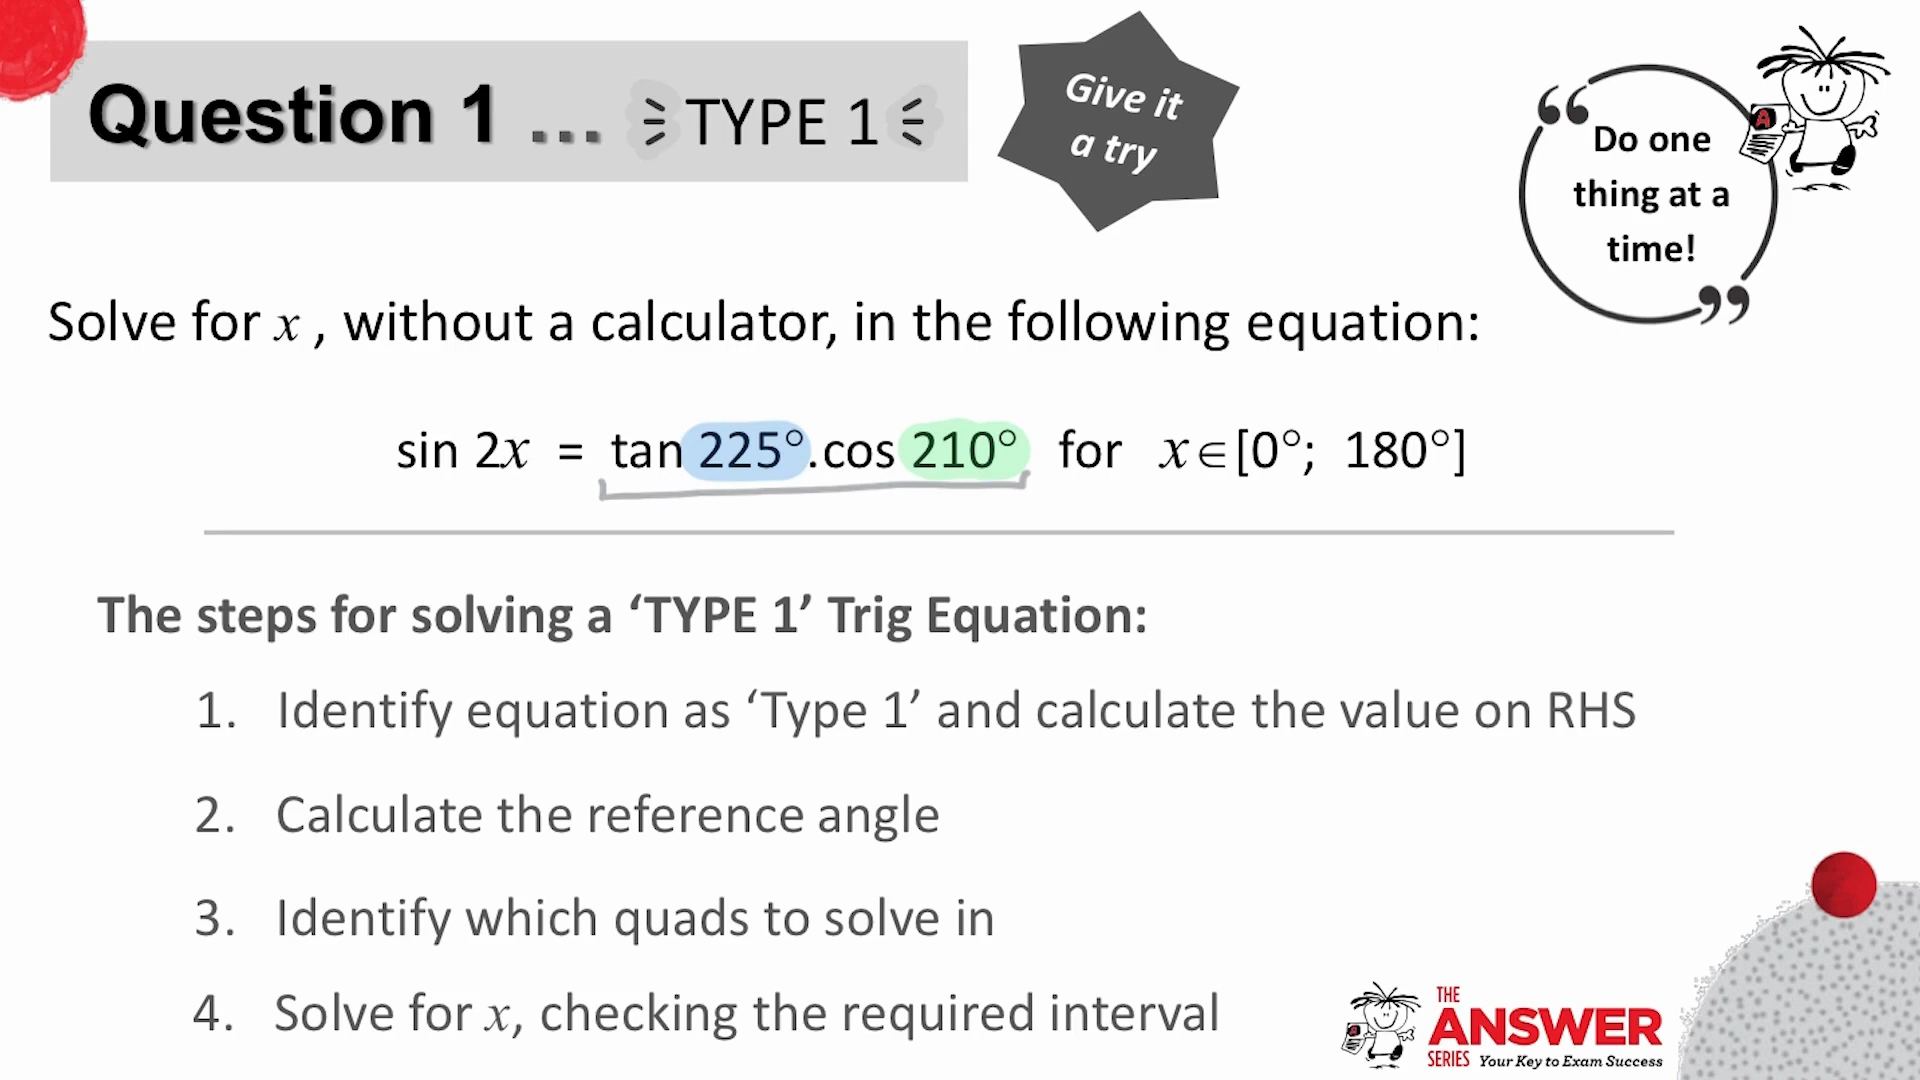 Question 1 ... TYPE 1
Give it
a try
“Do one
thing at a
time!”
Solve for x , without a calculator, in the following equation:
sin 2x = tan 225°.cos 210° for x∈[0°; 180°]
The steps for solving a ‘TYPE 1’ Trig Equation:
1. Identify equation as ‘Type 1’ and calculate the value on RHS
2. Calculate the reference angle
3. Identify which quads to solve in
4. Solve for x, checking the required interval
THE
ANSWER
SERIES Your Key to Exam Success